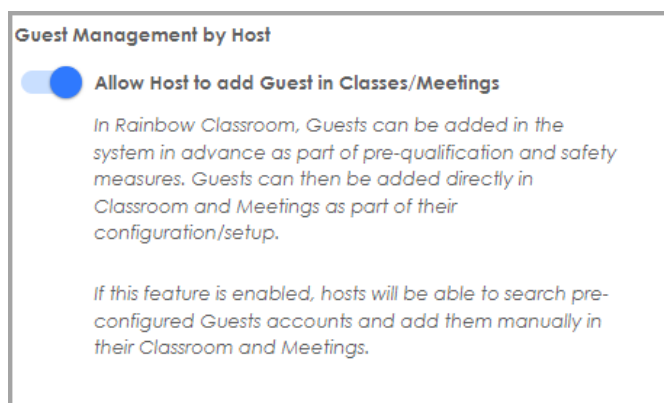 Guest Management by Host
Allow Host to add Guest in Classes/Meetings
In Rainbow Classroom, Guests can be added in the
system in advance as part of pre-qualification and safety
measures. Guests can then be added directly in
Classroom and Meetings as part of their
configuration/setup.
If this feature is enabled, hosts will be able to search pre-
configured Guests accounts and add them manually in
their Classroom and Meetings.